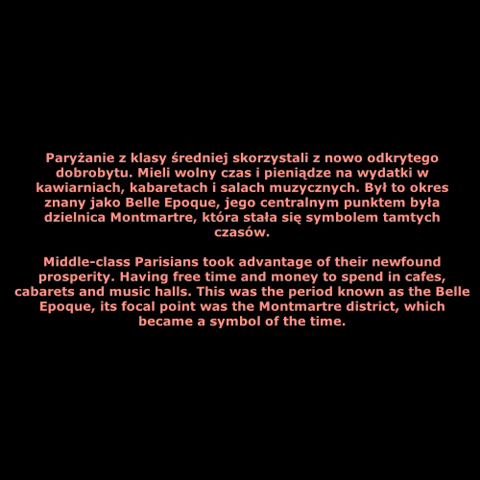 Paryżanie z klasy średniej skorzystali z nowo odkrytego
dobrobytu. Mieli wolny czas i pieniądze na wydatki w
kawiarniach, kabaretach i salach muzycznych. Był to okres
znany jako Belle Epoque, jego centralnym punktem była
dzielnica Montmartre, która stała się symbolem tamtych
czasów.
Middle-class Parisians took advantage of their newfound
prosperity. Having free time and money to spend in cafes,
cabarets and music halls. This was the period known as the Belle
Epoque, its focal point was the Montmartre district, which
became a symbol of the time.